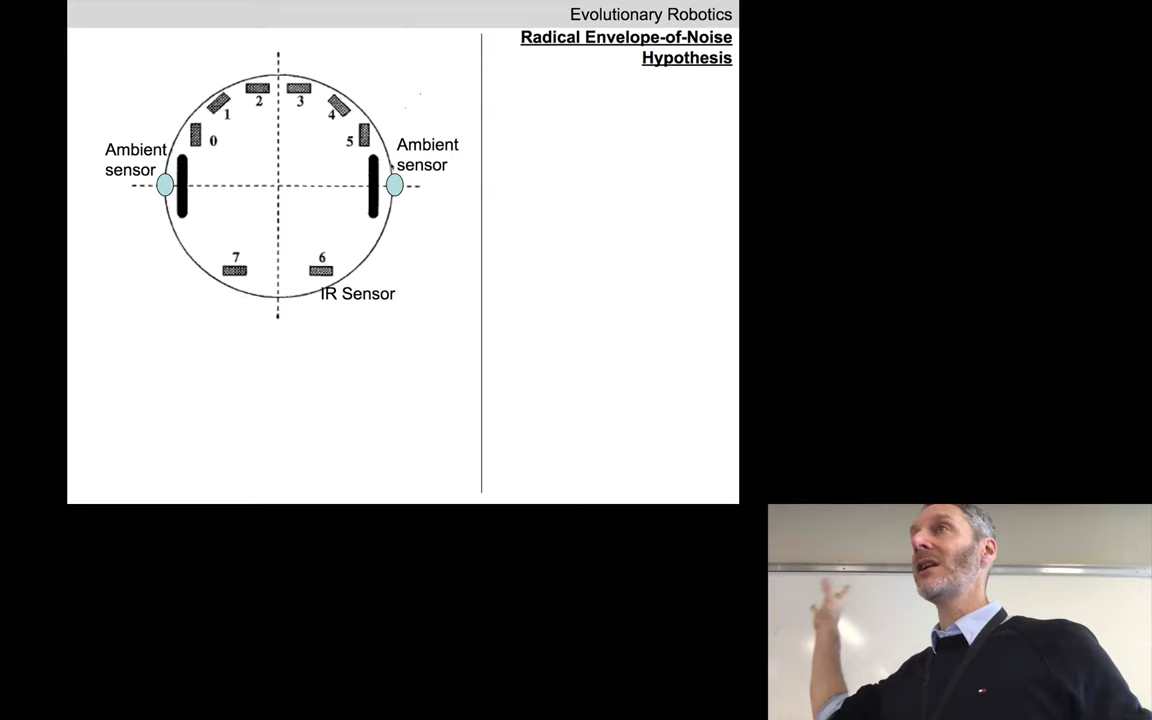 Evolutionary Robotics
Radical Envelope-of-Noise
Hypothesis
2
3
1
4
0
5
Ambient
sensor
Ambient
sensor
7
6
IR Sensor